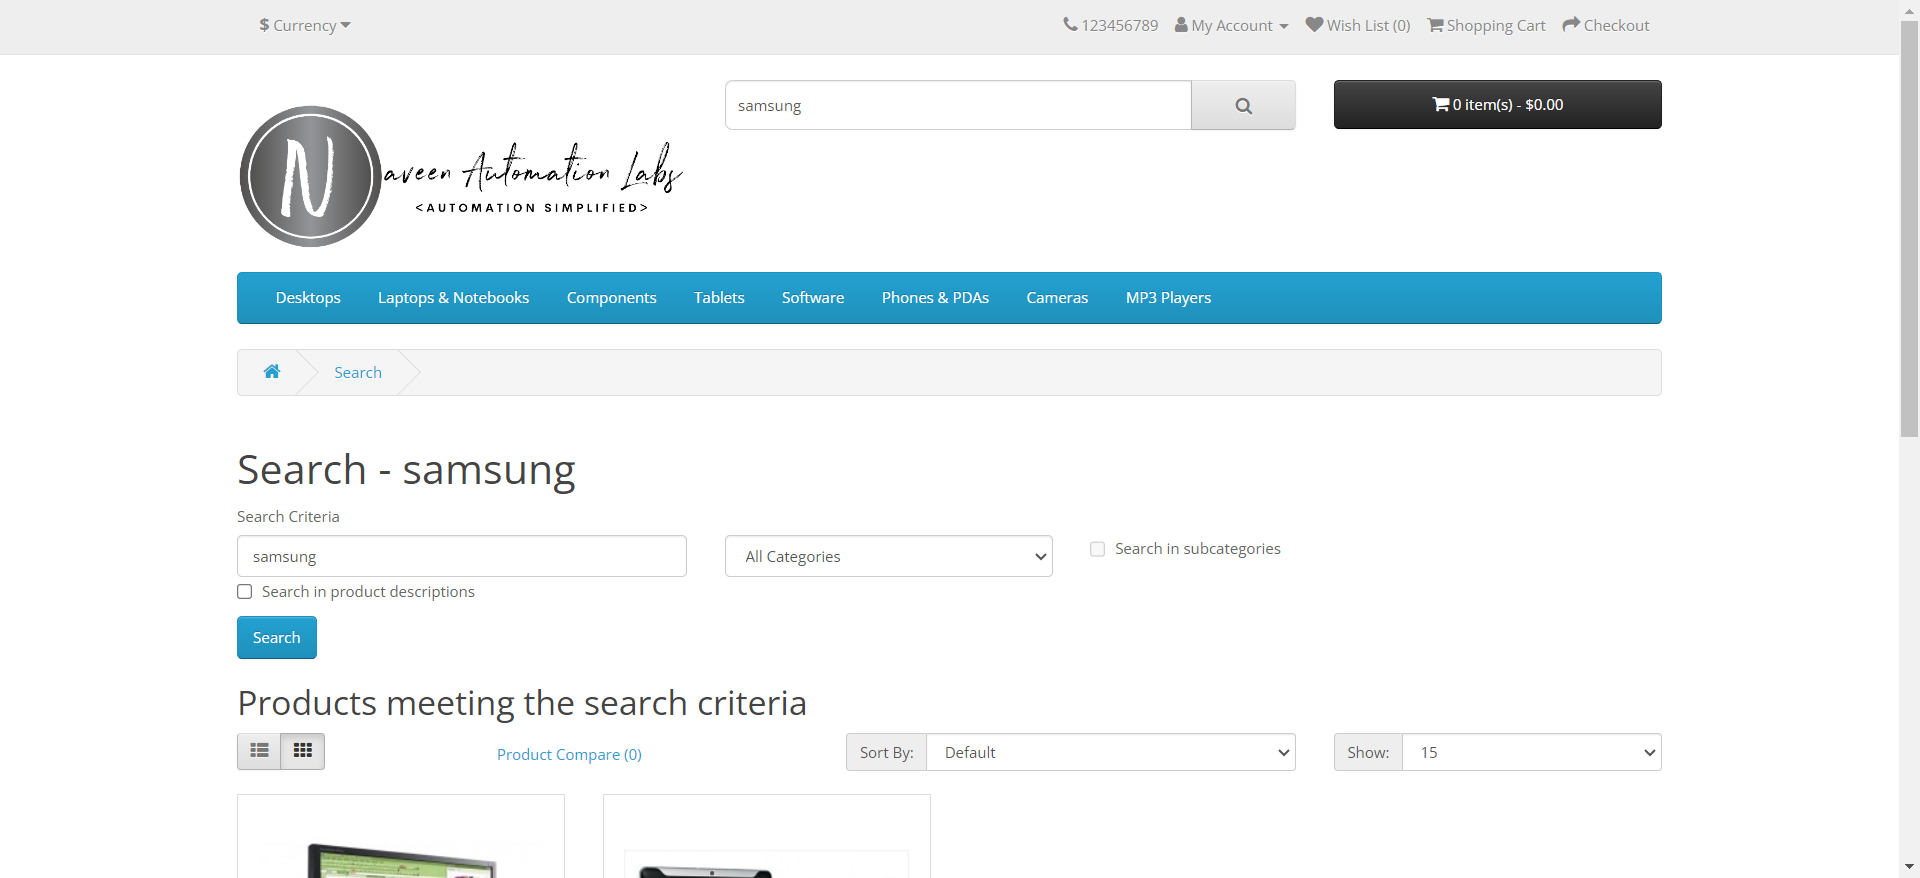 $ Currency
123456789 My Account Wish List (0) Shopping Cart Checkout
samsung
0 item(s) - $0.00
N
aveen Automation Labs
<AUTOMATION SIMPLIFIED>
Desktops Laptops & Notebooks Components Tablets Software Phones & PDAs Cameras MP3 Players
Search
Search - samsung
Search Criteria
samsung All Categories Search in subcategories
Search in product descriptions
Search
Products meeting the search criteria
Product Compare (0) Sort By: Default Show: 15